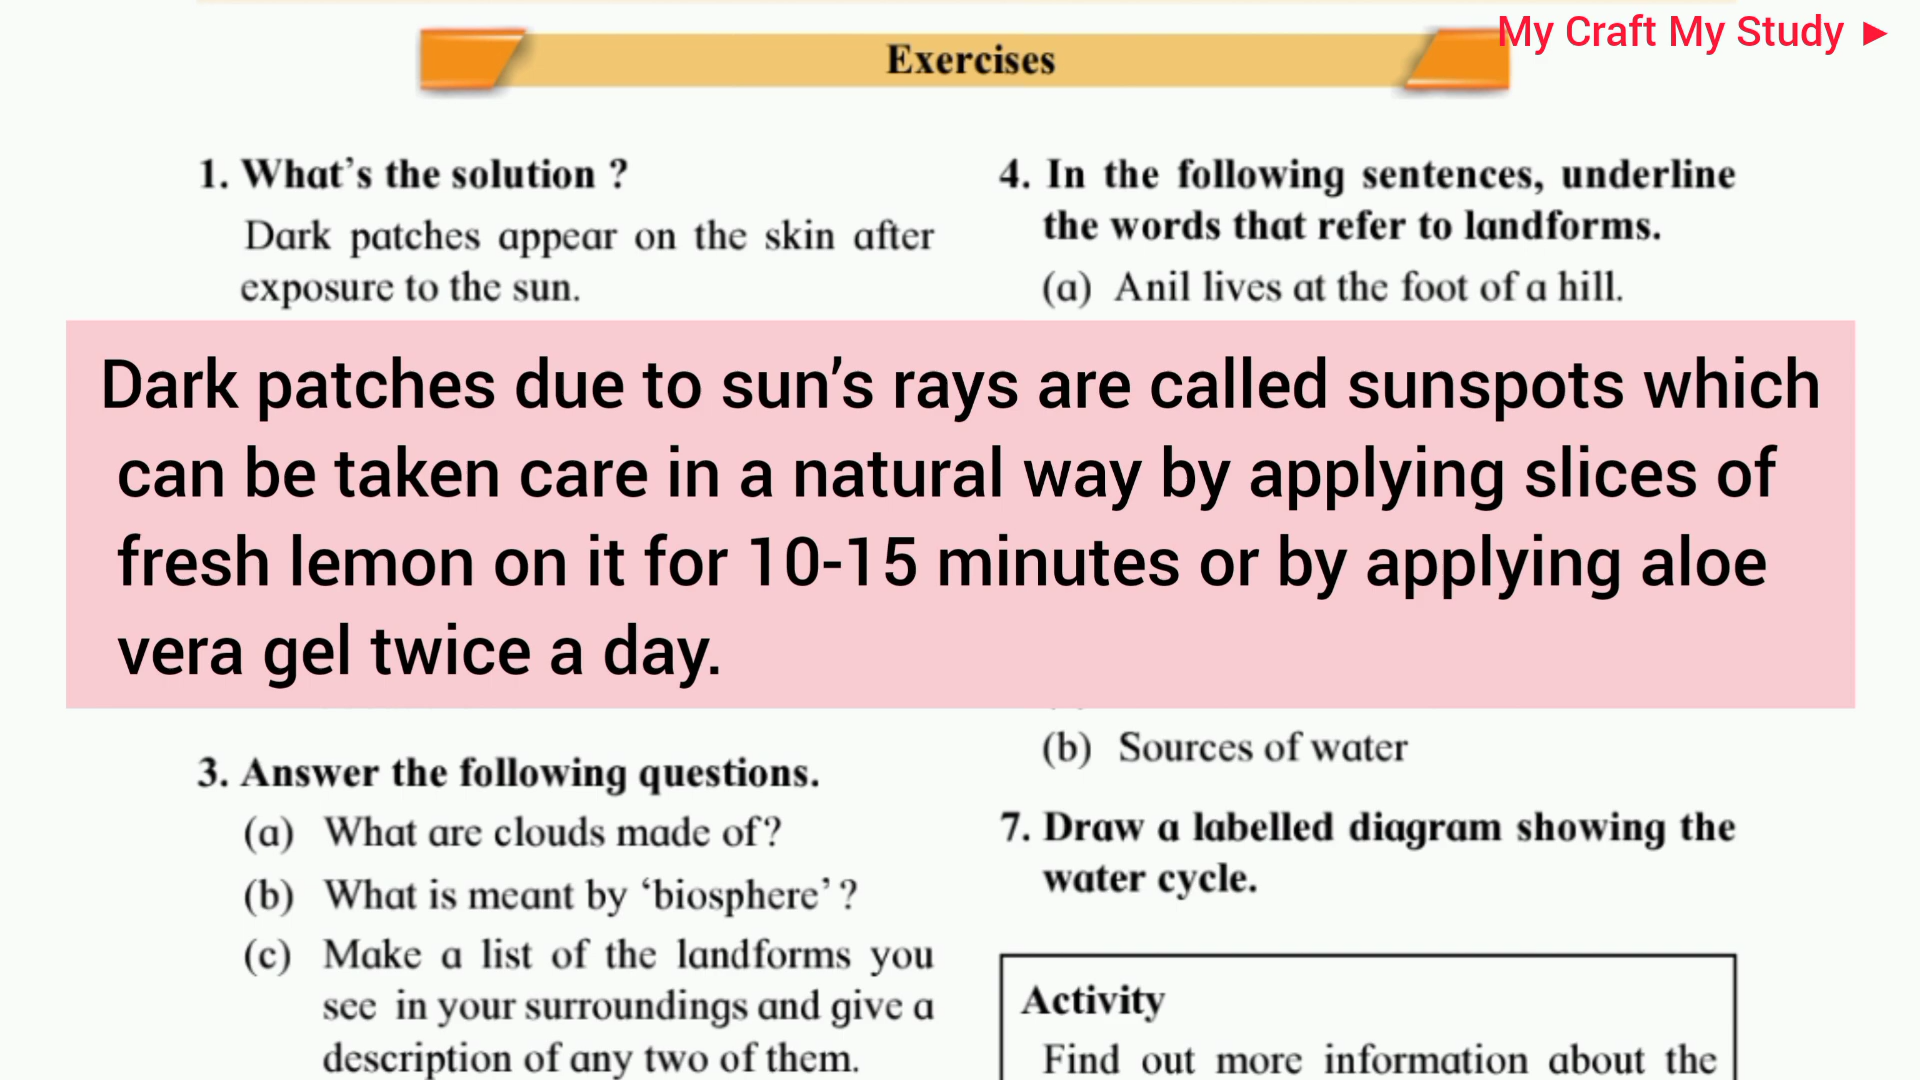 My Craft My Study ►
Exercises
1. What's the solution ?
Dark patches appear on the skin after
exposure to the sun.
4. In the following sentences, underline
the words that refer to landforms.
(a) Anil lives at the foot of a hill.
Dark patches due to sun's rays are called sunspots which
can be taken care in a natural way by applying slices of
fresh lemon on it for 10-15 minutes or by applying aloe
vera gel twice a day.
3. Answer the following questions.
(a) What are clouds made of?
(b) What is meant by ‘biosphere’ ?
(c) Make a list of the landforms you
see in your surroundings and give a
description of any two of them.
(b) Sources of water
7. Draw a labelled diagram showing the
water cycle.
Activity
Find out more information about the